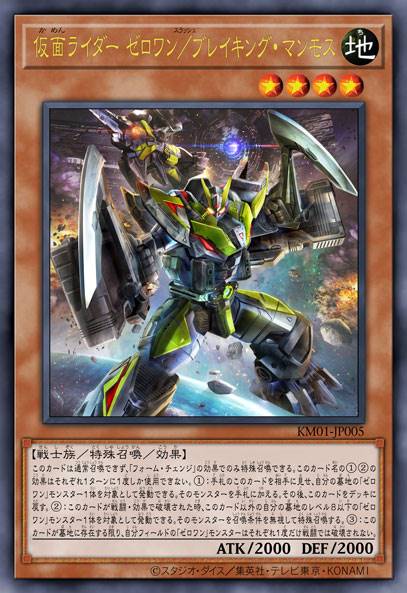 かめん スラッシュ ち
仮面ライダー ゼロワン／ブレイキング・マンモス 地
KM01-JP005
【戦士族／特殊召喚／効果】
このカードは通常召喚できず、「フォーム・チェンジ」の効果でのみ特殊召喚できる。このカード名の①②
の効果はそれぞれ1ターンに1度しか使用できない。①：手札のこのカードを相手に見せ、自分の墓地の「ゼロ
ワン」モンスター1体を対象として発動できる。そのモンスターを手札に加える。その後、このカードをデッキに
戻す。②：このカードが戦闘・効果で破壊された時、このカード以外の自分の墓地のレベル8以下の「ゼロ
ワン」モンスター1体を対象として発動できる。そのモンスターを召喚条件を無視して特殊召喚する。③：こ
のカードが墓地に存在する限り、自分フィールドの「ゼロワン」モンスターはそれぞれ1度だけ戦闘では破壊されない。
ATK/2000 DEF/2000
©スタジオ・ダイス／集英社・テレビ東京・KONAMI